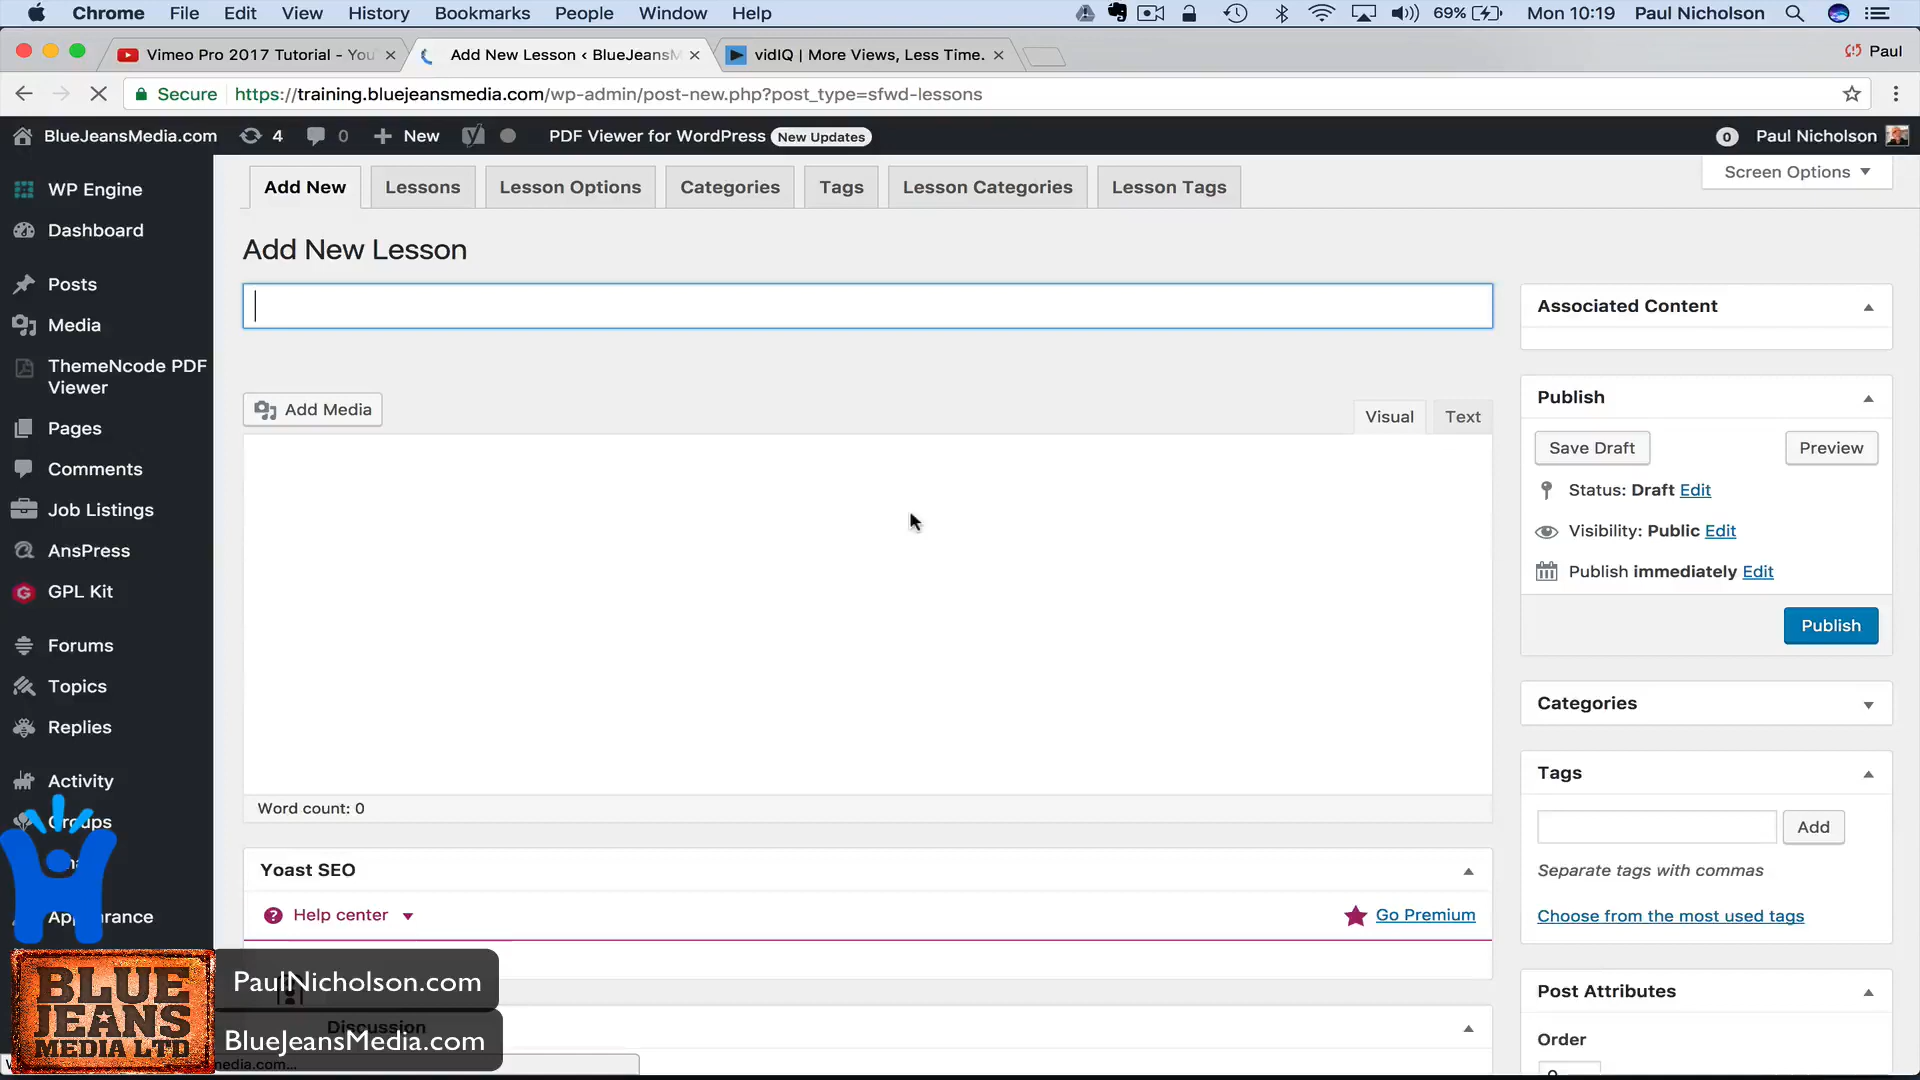 Chrome File Edit View History Bookmarks People Window Help 69% Mon 10:19 Paul Nicholson
Vimeo Pro 2017 Tutorial - You
Add New Lesson ‹ BlueJeansM
vidIQ | More Views, Less Time.
Paul
Secure https://training.bluejeansmedia.com/wp-admin/post-new.php?post_type=sfwd-lessons
BlueJeansMedia.com 4 0 New PDF Viewer for WordPress New Updates 0 Paul Nicholson
WP Engine
Dashboard
Posts
Media
ThemeNcode PDF
Viewer
Pages
Comments
Job Listings
AnsPress
GPL Kit
Forums
Topics
Replies
Activity
Groups
Appearance
Add New Lessons Lesson Options Categories Tags Lesson Categories Lesson Tags
Screen Options
Add New Lesson
Add Media
Visual Text
Word count: 0
Yoast SEO
Help center
Go Premium
Discussion
Associated Content
Publish
Save Draft Preview
Status: Draft Edit
Visibility: Public Edit
Publish immediately Edit
Publish
Categories
Tags
Add
Separate tags with commas
Choose from the most used tags
Post Attributes
Order
BLUE
JEANS
MEDIA LTD
PaulNicholson.com
BlueJeansMedia.com
media.com...